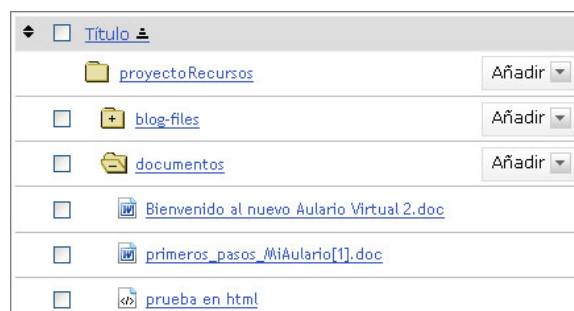 Título
proyectoRecursos Añadir
blog-files Añadir
documentos Añadir
Bienvenido al nuevo Aulario Virtual 2.doc
primeros_pasos_MiAulario[1].doc
prueba en html